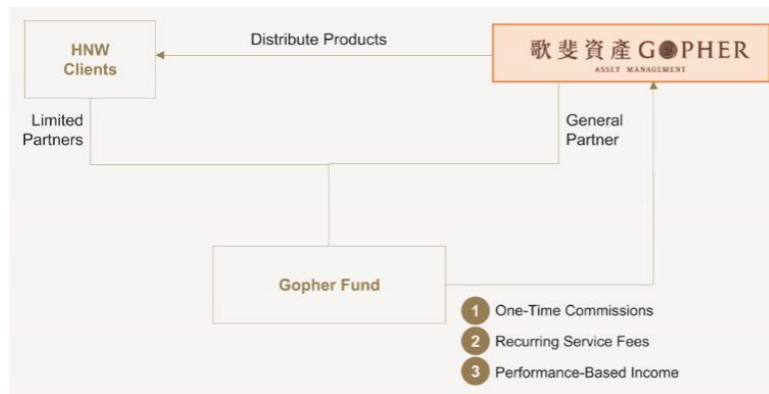 HNW
Clients
Distribute Products
歌斐資產 GOPHER
ASSET MANAGEMENT
Limited
Partners
General
Partner
Gopher Fund
1 One-Time Commissions
2 Recurring Service Fees
3 Performance-Based Income